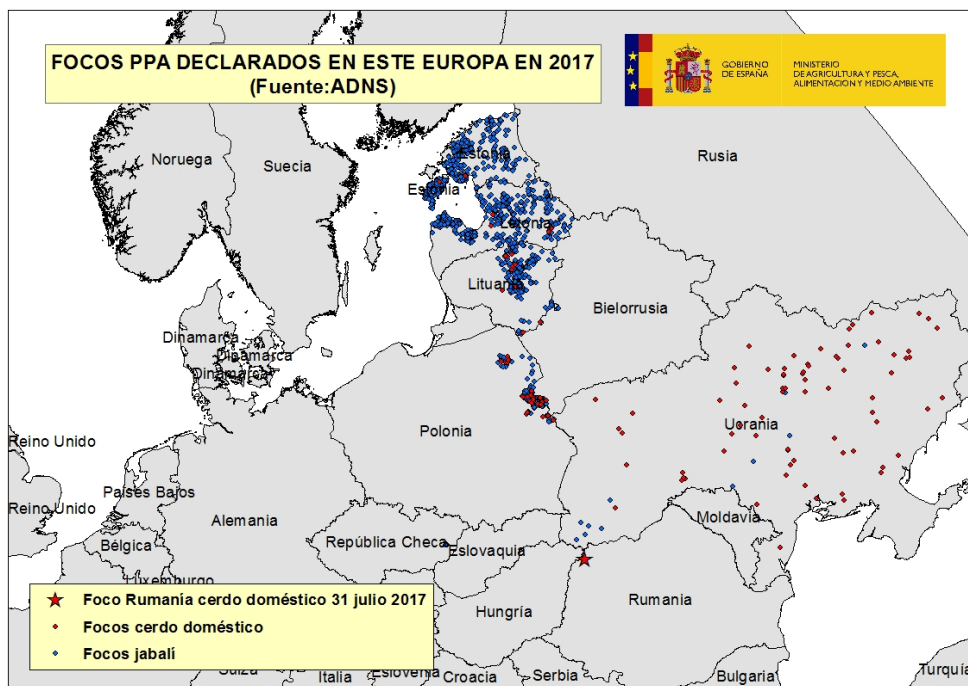 FOCOS PPA DECLARADOS EN ESTE EUROPA EN 2017
(Fuente:ADNS)
GOBIERNO
DE ESPAÑA
MINISTERIO
DE AGRICULTURA Y PESCA,
ALIMENTACIÓN Y MEDIO AMBIENTE
Noruega
Suecia
Rusia
Estonia
Estonia
Letonia
Lituania
Bielorrusia
Dinamarca
Dinamarca
Dinamarca
Polonia
Ucrania
Reino Unido
Reino Unido
Países Bajos
Alemania
Bélgica
República Checa
Eslovaquia
Moldavia
Luxemburgo
Hungría
Rumania
Foco Rumanía cerdo doméstico 31 julio 2017
Focos cerdo doméstico
Focos jabalí
Suiza
Italia
Eslovenia
Croacia
Serbia
Bulgaria
Turquía